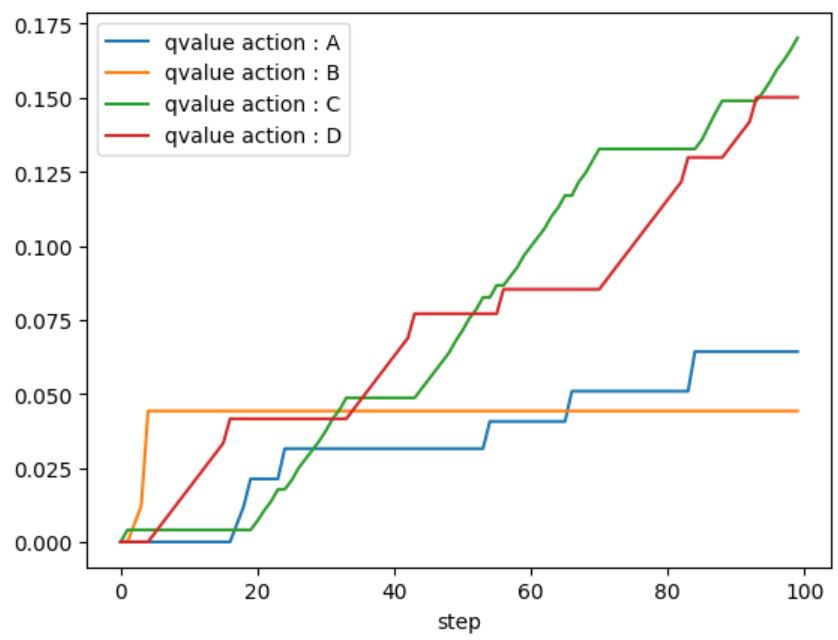 0.175
0.150
0.125
0.100
0.075
0.050
0.025
0.000
qvalue action : A
qvalue action : B
qvalue action : C
qvalue action : D
0 20 40 60 80 100
step